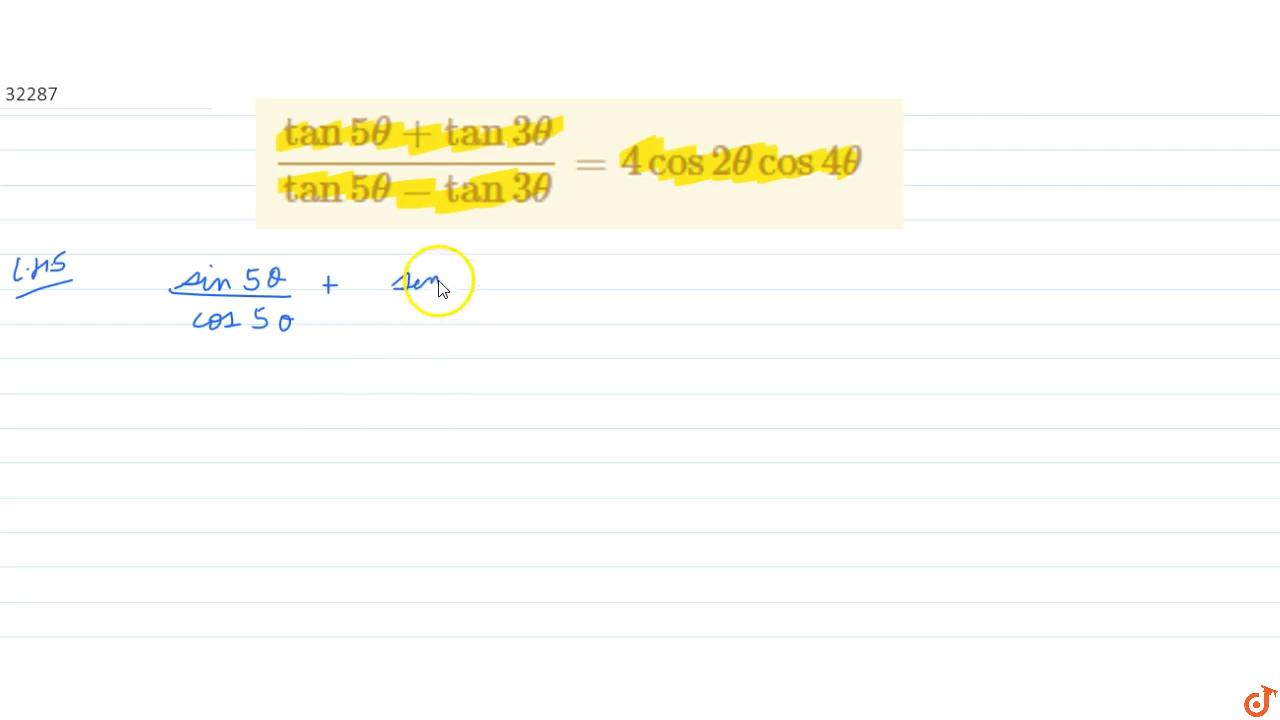 32287
tan 5θ + tan 3θ
tan 5θ − tan 3θ
= 4 cos 2θ cos 4θ
L.H.S
sin 5θ +
cos 5θ